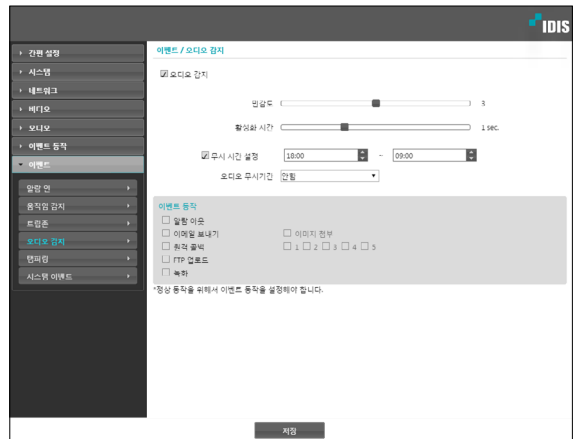 IDIS
간편 설정
시스템
네트워크
비디오
오디오
이벤트 동작
이벤트
알람 인
움직임 감지
트립존
오디오 감지
탬퍼링
시스템 이벤트
이벤트 / 오디오 감지
오디오 감지
민감도 3
활성화 시간 1 sec.
무시 시간 설정 18:00 ~ 09:00
오디오 무시기간 안함
이벤트 동작
알람 아웃
이메일 보내기 이미지 첨부
원격 콜백 1 2 3 4 5
FTP 업로드
녹화
*정상 동작을 위해서 이벤트 동작을 설정해야 합니다.
저장